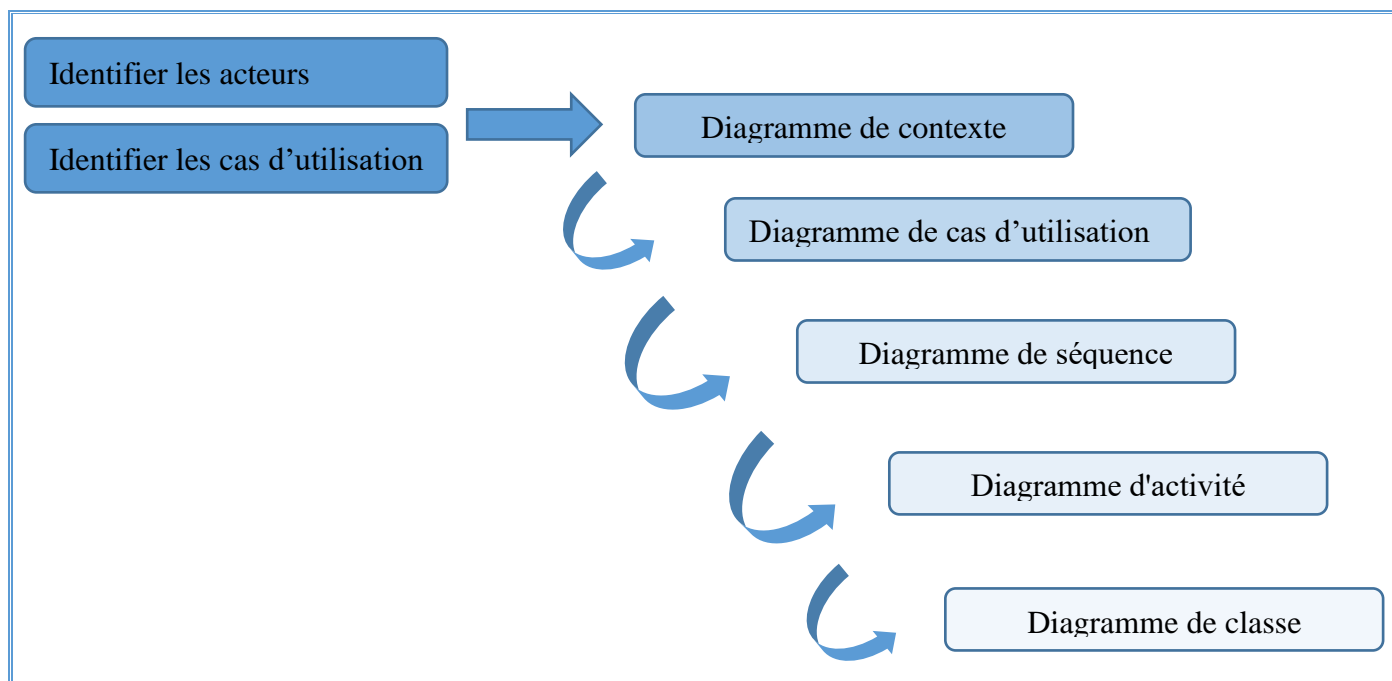 Identifier les acteurs
Identifier les cas d’utilisation
Diagramme de contexte
Diagramme de cas d’utilisation
Diagramme de séquence
Diagramme d'activité
Diagramme de classe